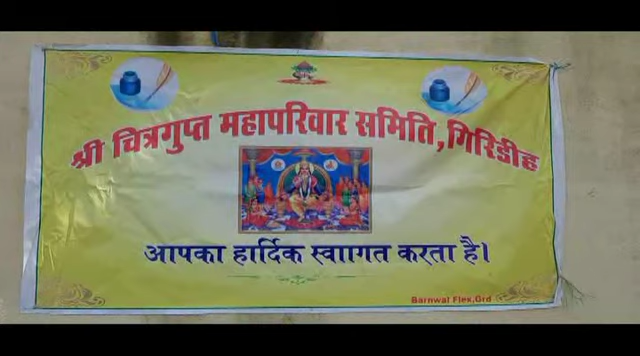 श्री चित्रगुप्त महापरिवार समिति, गिरिडीह
आपका हार्दिक स्वाागत करता है।
Barnwal Flex,Grd